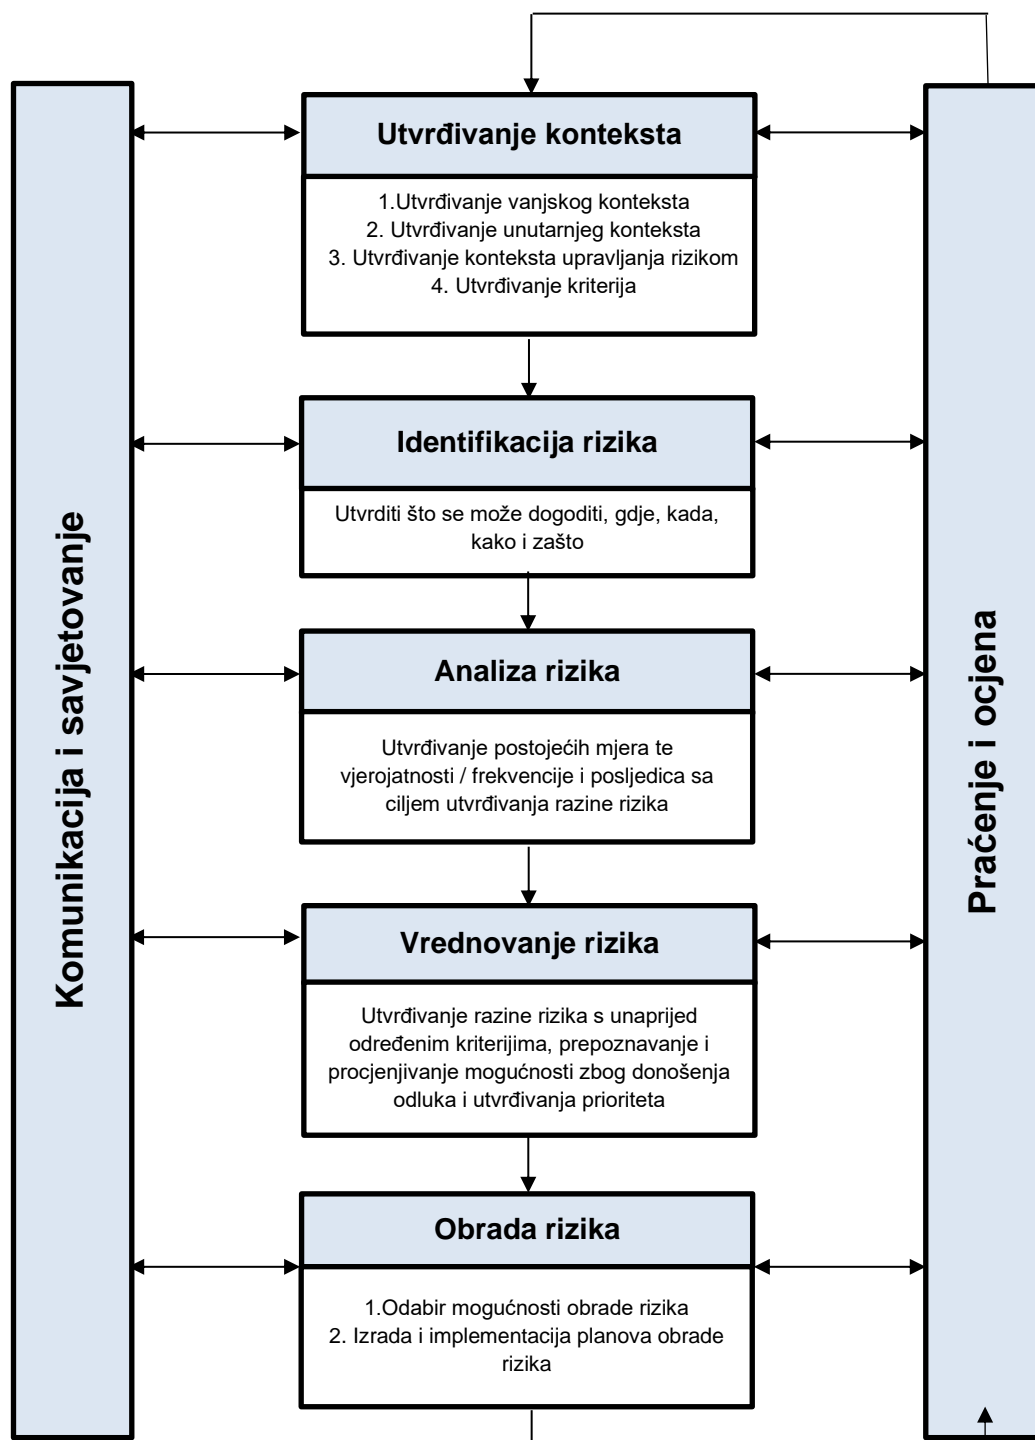 Komunikacija i savjetovanje
Utvrđivanje konteksta
1.Utvrđivanje vanjskog konteksta
2. Utvrđivanje unutarnjeg konteksta
3. Utvrđivanje konteksta upravljanja rizikom
4. Utvrđivanje kriterija
Identifikacija rizika
Utvrditi što se može dogoditi, gdje, kada,
kako i zašto
Analiza rizika
Utvrđivanje postojećih mjera te
vjerojatnosti / frekvencije i posljedica sa
ciljem utvrđivanja razine rizika
Vrednovanje rizika
Utvrđivanje razine rizika s unaprijed
određenim kriterijima, prepoznavanje i
procjenjivanje mogućnosti zbog donošenja
odluka i utvrđivanja prioriteta
Obrada rizika
1.Odabir mogućnosti obrade rizika
2. Izrada i implementacija planova obrade
rizika
Praćenje i ocjena